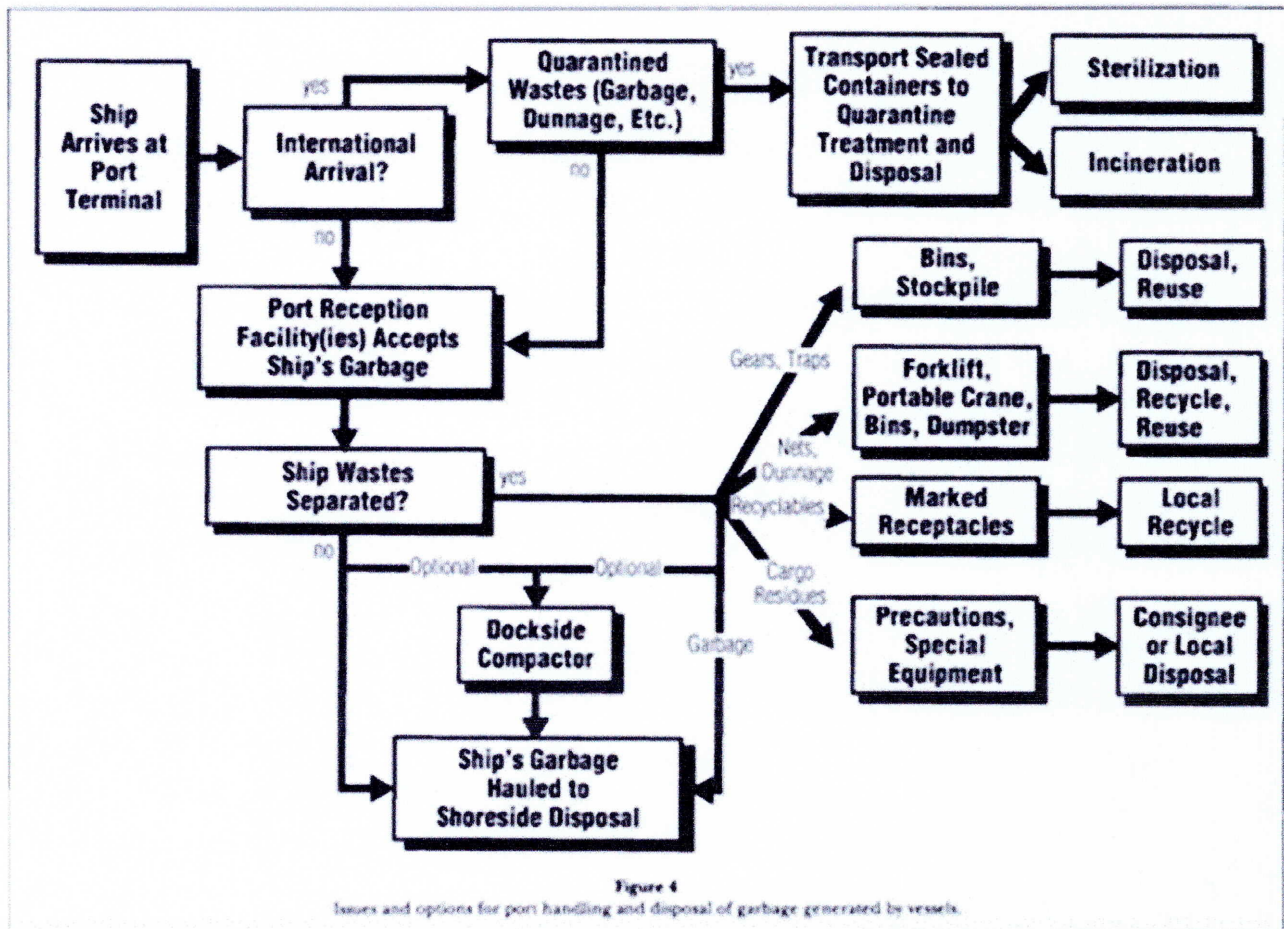 Ship
Arrives at
Port
Terminal
International
Arrival?
yes
no
Quarantined
Wastes (Garbage,
Dunnage, Etc.)
yes
no
Transport Sealed
Containers to
Quarantine
Treatment and
Disposal
Sterilization
Incineration
Port Reception
Facility(ies) Accepts
Ship's Garbage
Ship Wastes
Separated?
yes
no
Optional
Optional
Dockside
Compactor
Garbage
Ship's Garbage
Hauled to
Shoreside Disposal
Gears, Traps
Bins,
Stockpile
Disposal,
Reuse
Nets,
Dunnage
Forklift,
Portable Crane,
Bins, Dumpster
Disposal,
Recycle,
Reuse
Recyclables
Marked
Receptacles
Local
Recycle
Cargo
Residues
Precautions,
Special
Equipment
Consignee
or Local
Disposal
Figure 4
Issues and options for port handling and disposal of garbage generated by vessels.